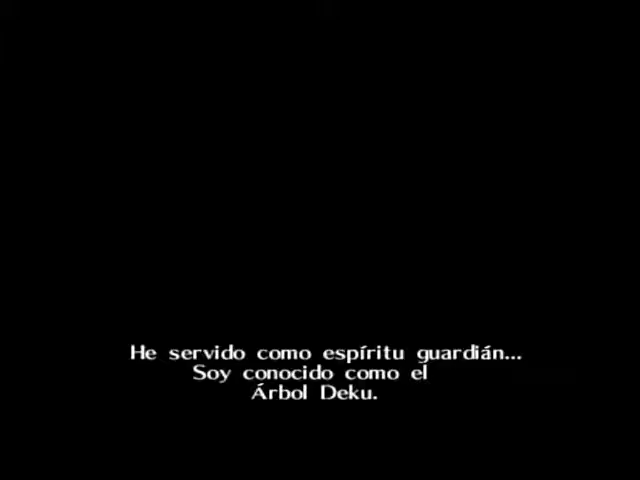 He servido como espíritu guardián...
Soy conocido como el
Árbol Deku.